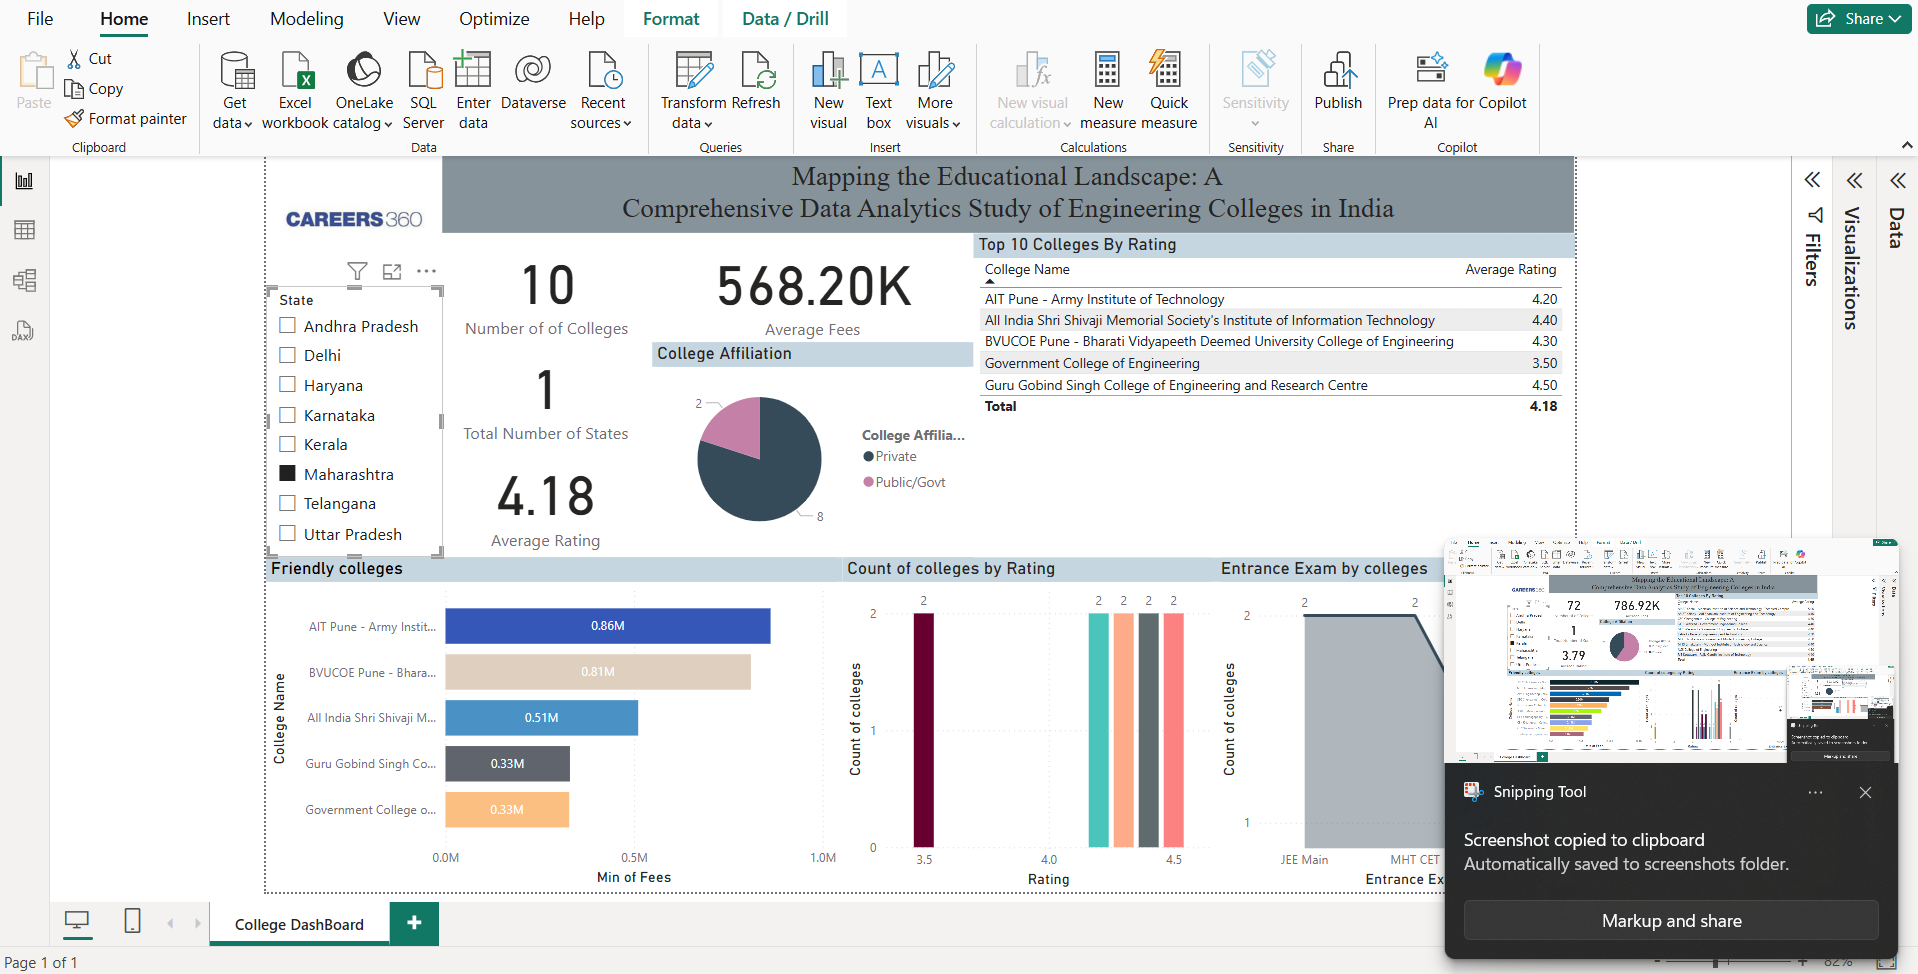 File Home Insert Modeling View Optimize Help Format Data / Drill Share
Paste
Cut
Copy
Format painter
Clipboard
Get data
Excel workbook
OneLake catalog
SQL Server
Enter data
Dataverse
Recent sources
Data
Transform data
Refresh
Queries
New visual
Text box
More visuals
Insert
New visual calculation
New measure
Quick measure
Calculations
Sensitivity
Sensitivity
Publish
Share
Prep data for AI
Copilot
Copilot
CAREERS360
Mapping the Educational Landscape: A
Comprehensive Data Analytics Study of Engineering Colleges in India
State
Andhra Pradesh
Delhi
Haryana
Karnataka
Kerala
Maharashtra
Telangana
Uttar Pradesh
10
Number of of Colleges
1
Total Number of States
4.18
Average Rating
568.20K
Average Fees
College Affiliation
2
8
College Affilia...
Private
Public/Govt
Top 10 Colleges By Rating
College Name Average Rating
AIT Pune - Army Institute of Technology 4.20
All India Shri Shivaji Memorial Society's Institute of Information Technology 4.40
BVUCOE Pune - Bharati Vidyapeeth Deemed University College of Engineering 4.30
Government College of Engineering 3.50
Guru Gobind Singh College of Engineering and Research Centre 4.50
Total 4.18
Friendly colleges
College Name
AIT Pune - Army Instit... 0.86M
BVUCOE Pune - Bhara... 0.81M
All India Shri Shivaji M... 0.51M
Guru Gobind Singh Co... 0.33M
Government College o... 0.33M
0.0M 0.5M 1.0M
Min of Fees
Count of colleges by Rating
Count of colleges
2 2 2 2 2
2
1
0
3.5 4.0 4.5
Rating
Entrance Exam by colleges
Count of colleges
2 2
2
1
JEE Main MHT CET
Entrance Ex
Filters
Visualizations
Data
CAREERS360
72
786.92K
1
3.79
Snipping Tool
Screenshot copied to clipboard
Automatically saved to screenshots folder.
Markup and share
College DashBoard
Page 1 of 1
82%